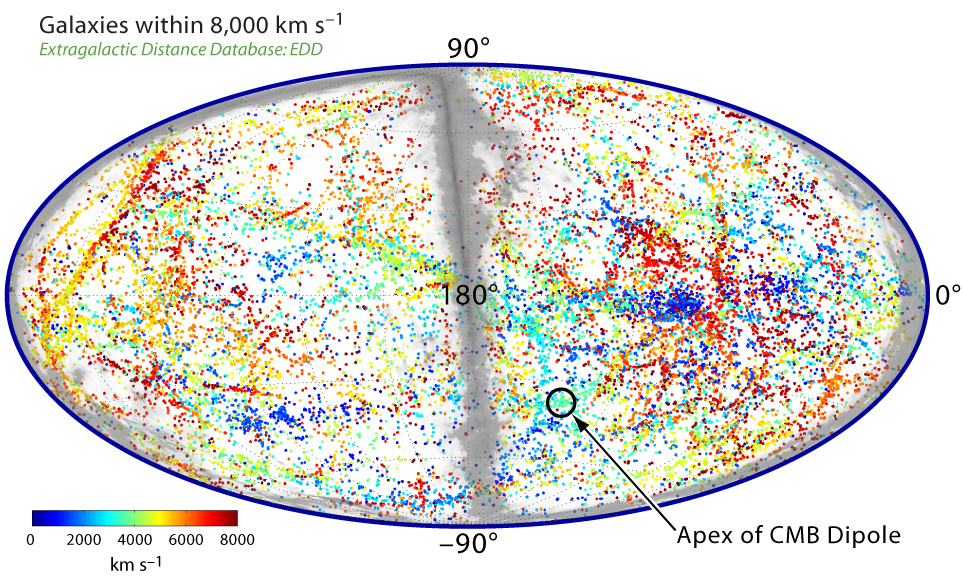 Galaxies within 8,000 km s⁻¹
Extragalactic Distance Database: EDD
90°
180°
0°
0 2000 4000 6000 8000
km s⁻¹
−90°
Apex of CMB Dipole